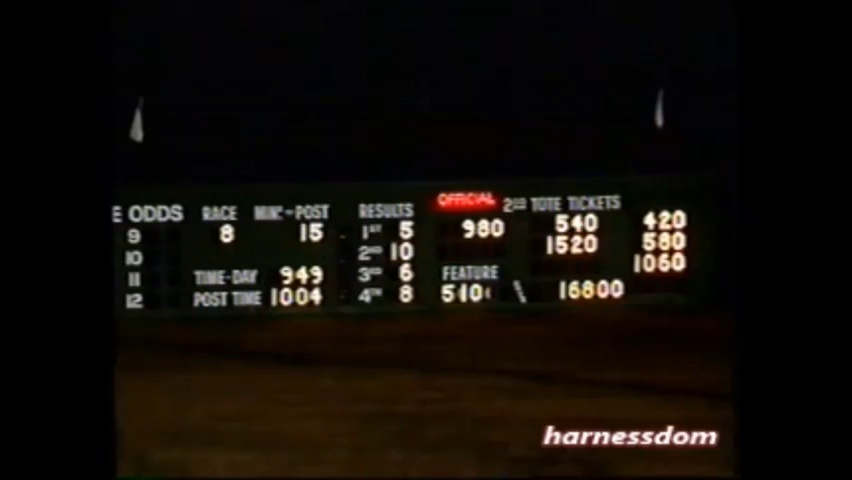 E ODDS RACE MIN. - POST RESULTS OFFICIAL 2⁰⁰ TOTE TICKETS
9 8 15 1ST 5 980 540 420
10 2ND 10 1520 580
11 TIME-DAY 949 3RD 6 FEATURE 1060
12 POST TIME 1004 4TH 8 510 16800
harnessdom